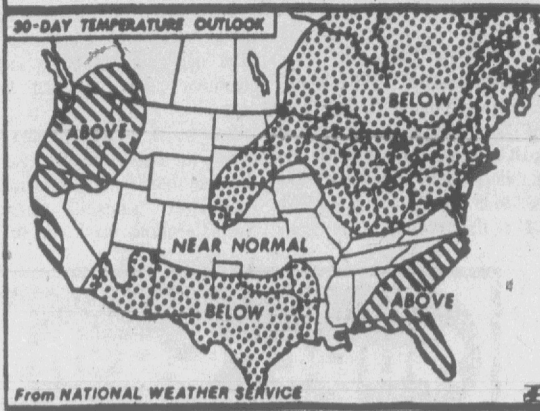 30-DAY TEMPERATURE OUTLOOK
BELOW
ABOVE
NEAR NORMAL
BELOW
ABOVE
From NATIONAL WEATHER SERVICE